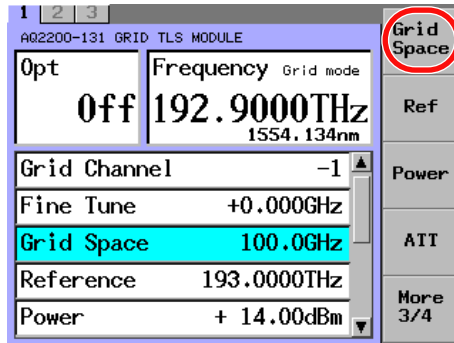 1 2 3
AQ2200-131 GRID TLS MODULE
Opt
Off
Frequency Grid mode
192.9000THz
1554.134nm
Grid Channel -1
Fine Tune +0.000GHz
Grid Space 100.0GHz
Reference 193.0000THz
Power + 14.00dBm
Grid
Space
Ref
Power
ATT
More
3/4